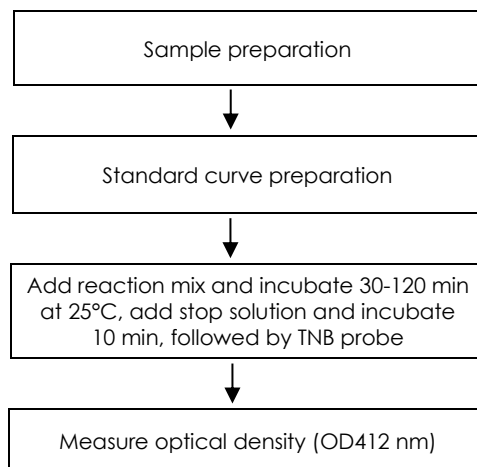 Sample preparation
Standard curve preparation
Add reaction mix and incubate 30-120 min
at 25°C, add stop solution and incubate
10 min, followed by TNB probe
Measure optical density (OD412 nm)